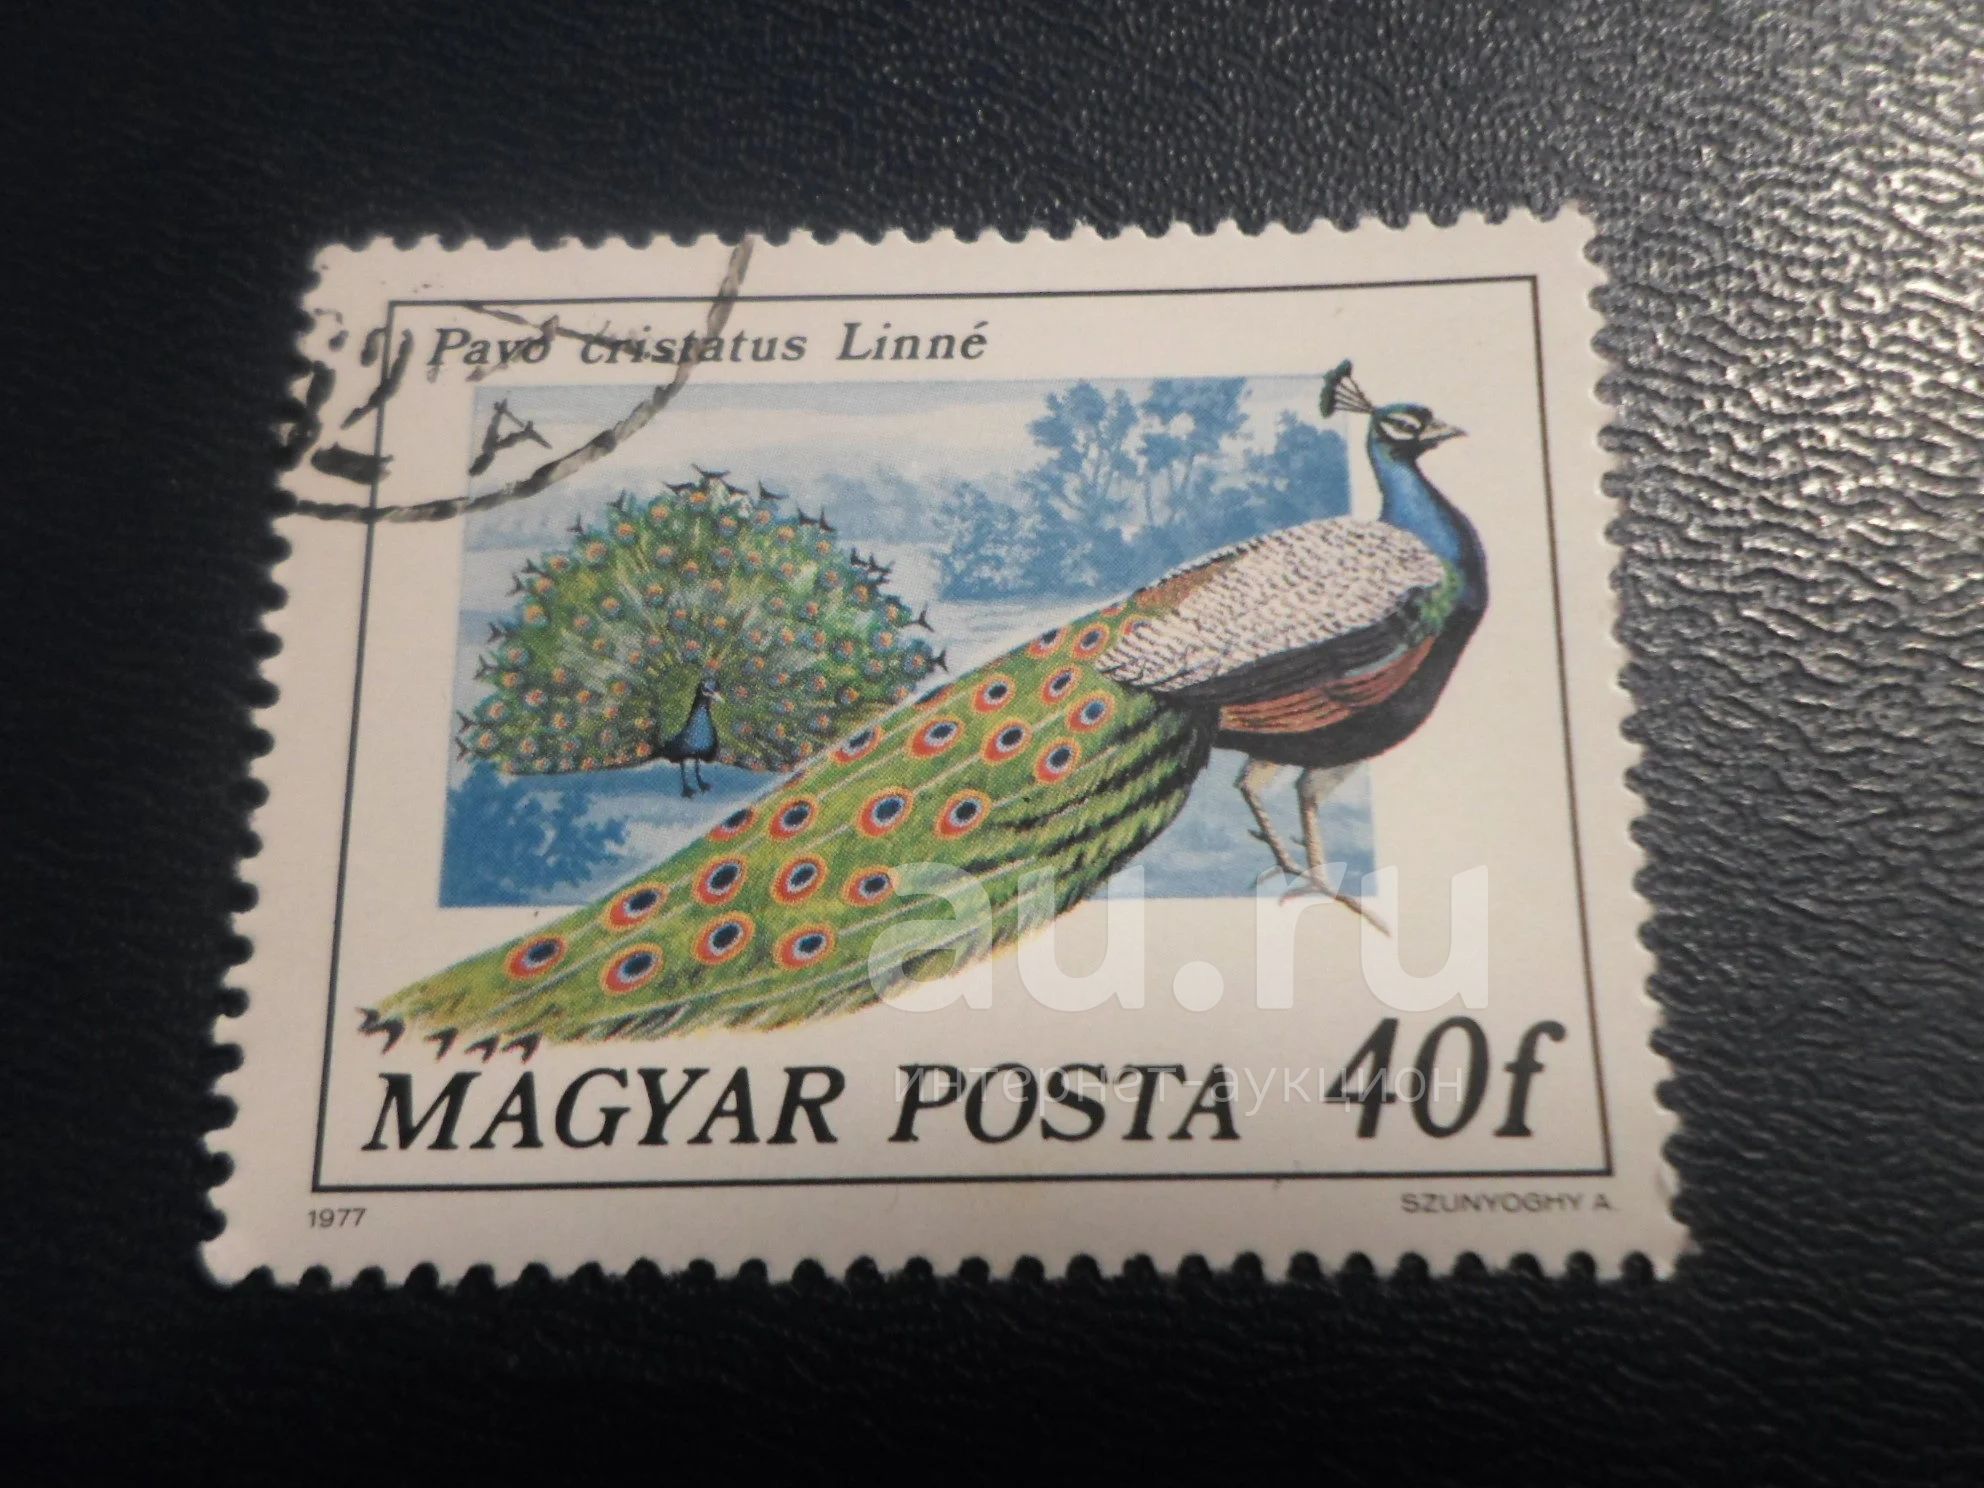 Pavo cristatus Linné
A
au.ru
интернет-аукцион
MAGYAR POSTA 40f
1977
SZUNYOGHY A.